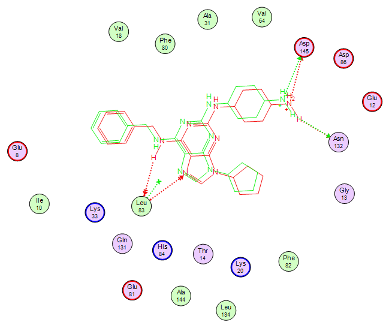 Val
18
Phe
80
Ala
31
Val
64
Asp
145
Asp
86
Glu
12
Asn
132
Gly
13
Glu
8
Ile
10
Lys
33
Leu
83
Gln
131
His
84
Thr
14
Lys
20
Phe
82
Glu
81
Ala
144
Leu
134
H
N
H
N
N
N
N
N
H
H